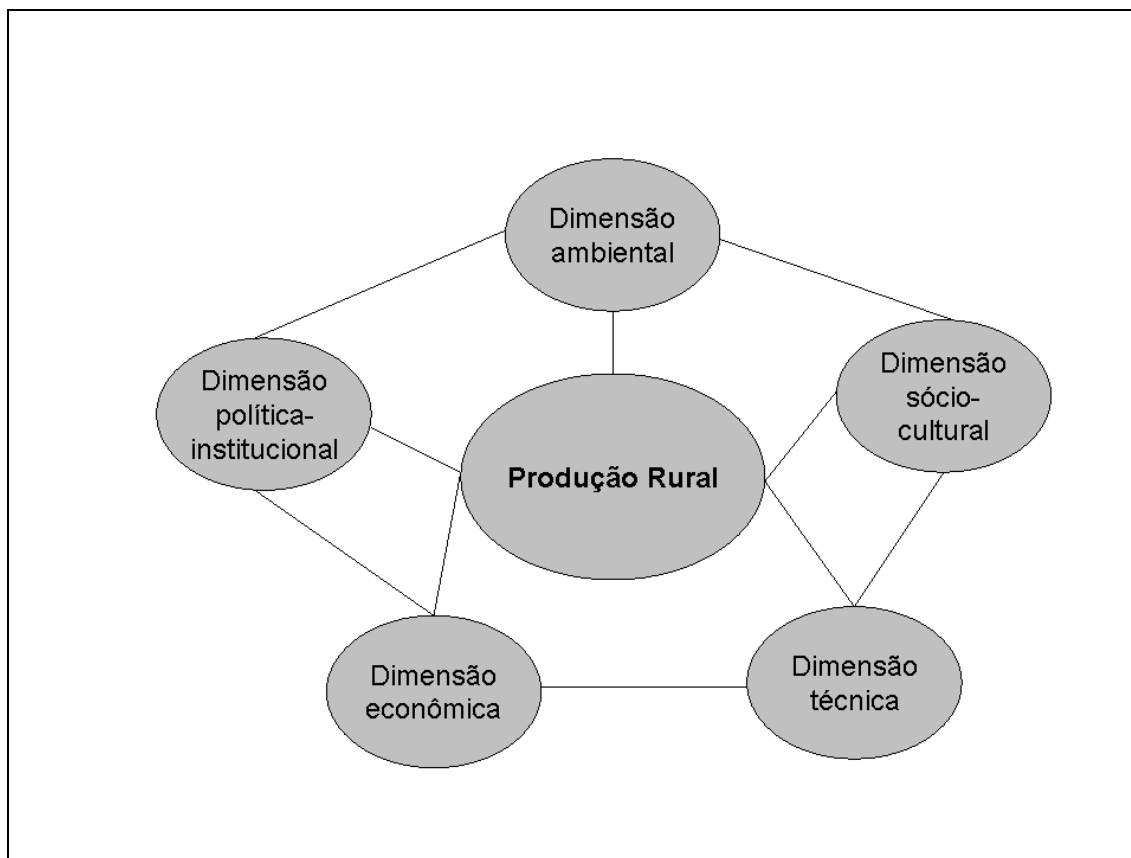 Dimensão
ambiental
Dimensão
política-
institucional
Dimensão
sócio-
cultural
Produção Rural
Dimensão
econômica
Dimensão
técnica